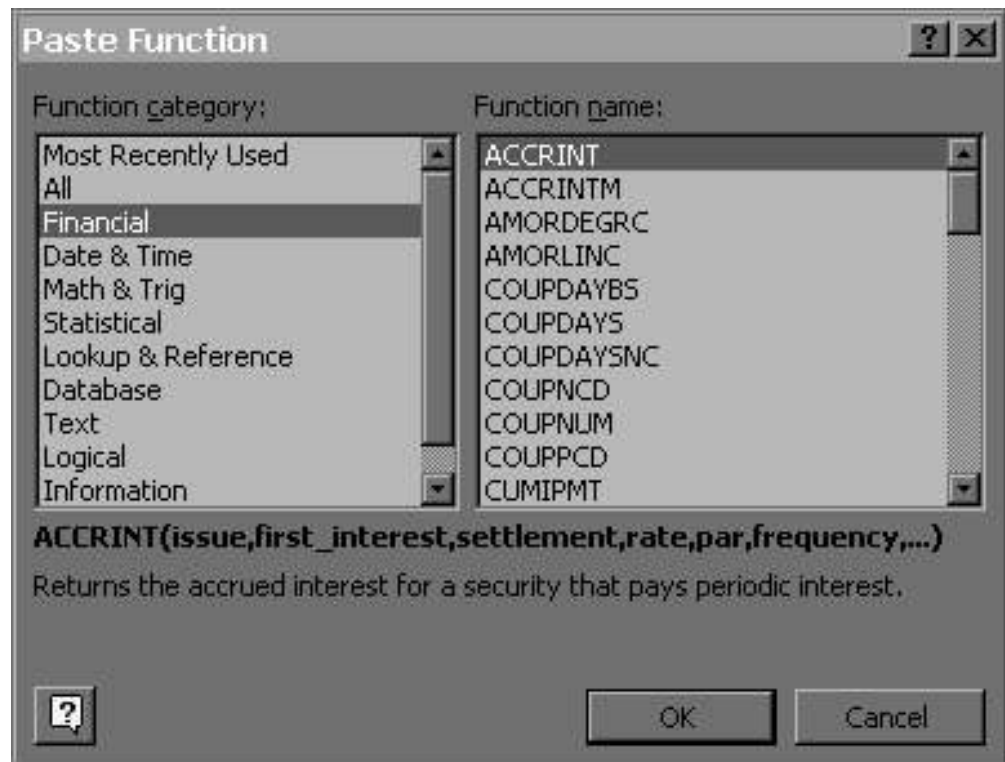 Paste Function
Function category:
Most Recently Used
All
Financial
Date & Time
Math & Trig
Statistical
Lookup & Reference
Database
Text
Logical
Information
Function name:
ACCRINT
ACCRINTM
AMORDEGRC
AMORLINC
COUPDAYBS
COUPDAYS
COUPDAYSNC
COUPNCD
COUPNUM
COUPPCD
CUMIPMT
ACCRINT(issue,first_interest,settlement,rate,par,frequency,...)
Returns the accrued interest for a security that pays periodic interest.
OK
Cancel